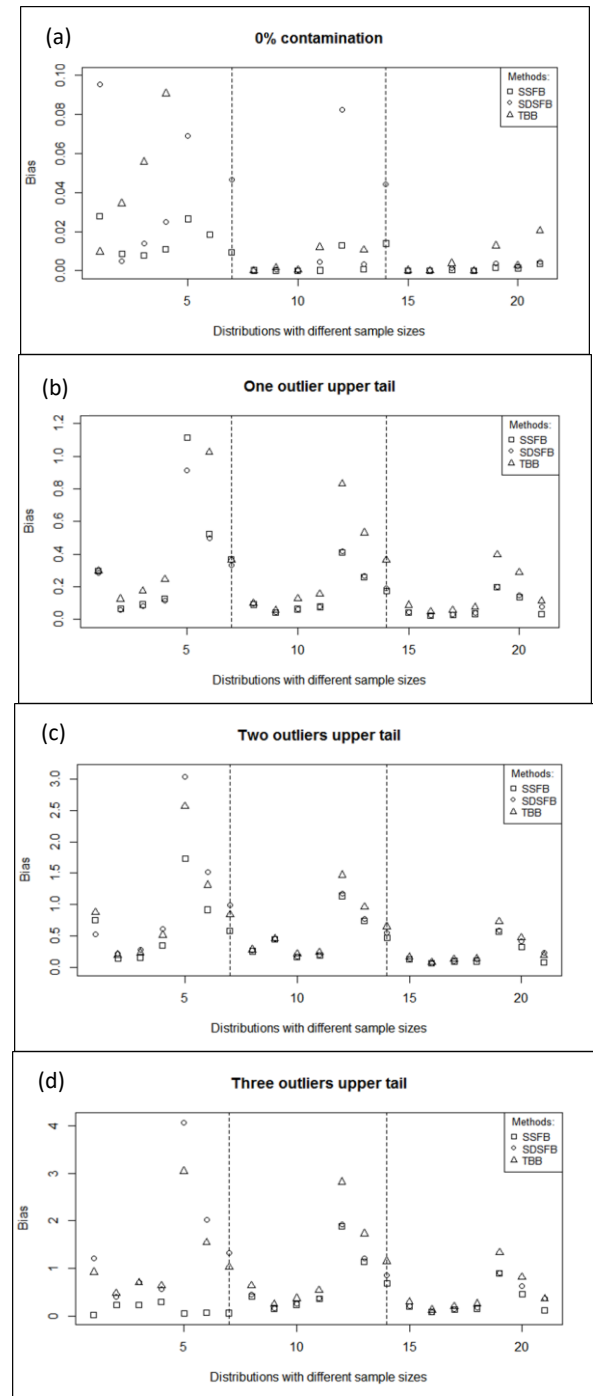 (a)
0% contamination
Methods:
SSFB
SDSFB
TBB
Bias
0.10
0.08
0.06
0.04
0.02
0.00
5 10 15 20
Distributions with different sample sizes
(b)
One outlier upper tail
Methods:
SSFB
SDSFB
TBB
Bias
1.2
1.0
0.8
0.6
0.4
0.2
0.0
5 10 15 20
Distributions with different sample sizes
(c)
Two outliers upper tail
Methods:
SSFB
SDSFB
TBB
Bias
3.0
2.5
2.0
1.5
1.0
0.5
0.0
5 10 15 20
Distributions with different sample sizes
(d)
Three outliers upper tail
Methods:
SSFB
SDSFB
TBB
Bias
4
3
2
1
0
5 10 15 20
Distributions with different sample sizes